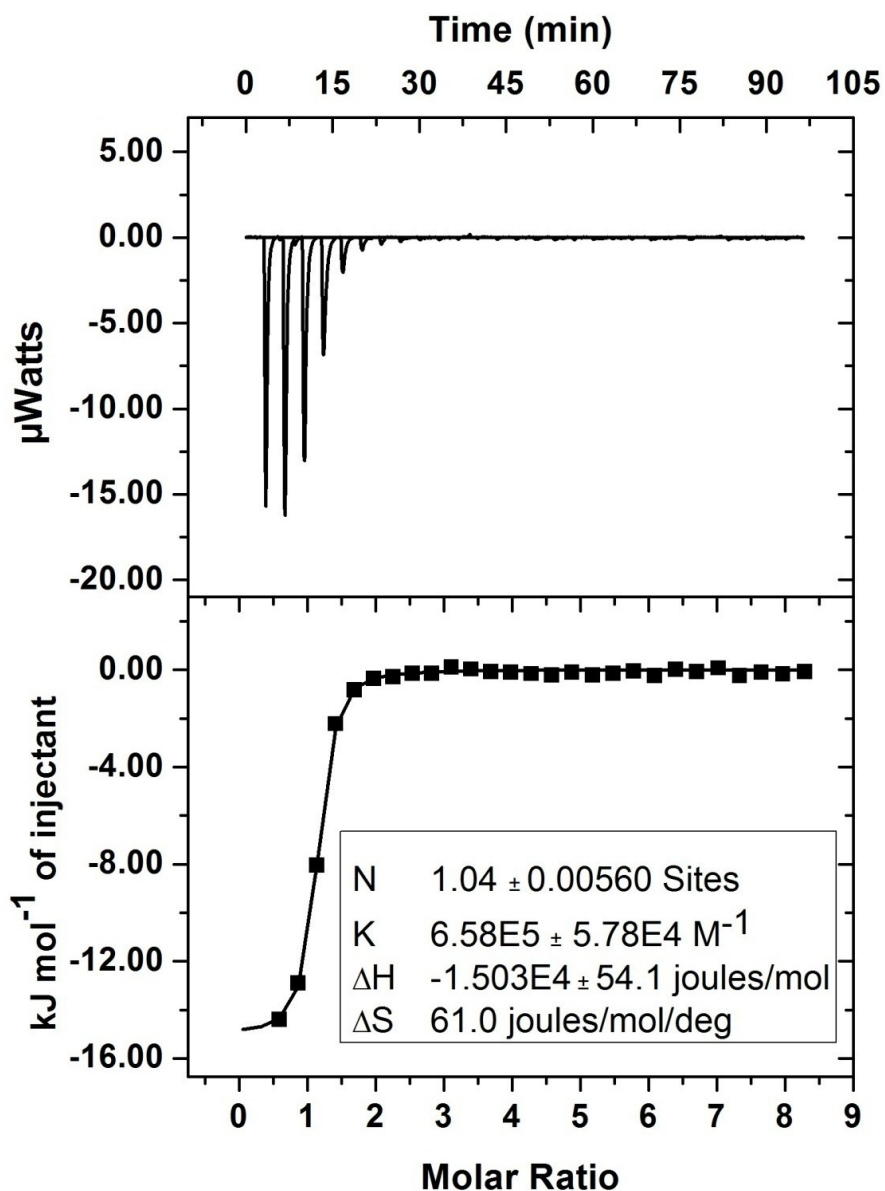 Time (min)
0 15 30 45 60 75 90 105
5.00
0.00
-5.00
-10.00
-15.00
-20.00
µWatts
0.00
-4.00
-8.00
-12.00
-16.00
kJ mol⁻¹ of injectant
N 1.04 ± 0.00560 Sites
K 6.58E5 ± 5.78E4 M⁻¹
ΔH -1.503E4 ± 54.1 joules/mol
ΔS 61.0 joules/mol/deg
0 1 2 3 4 5 6 7 8 9
Molar Ratio